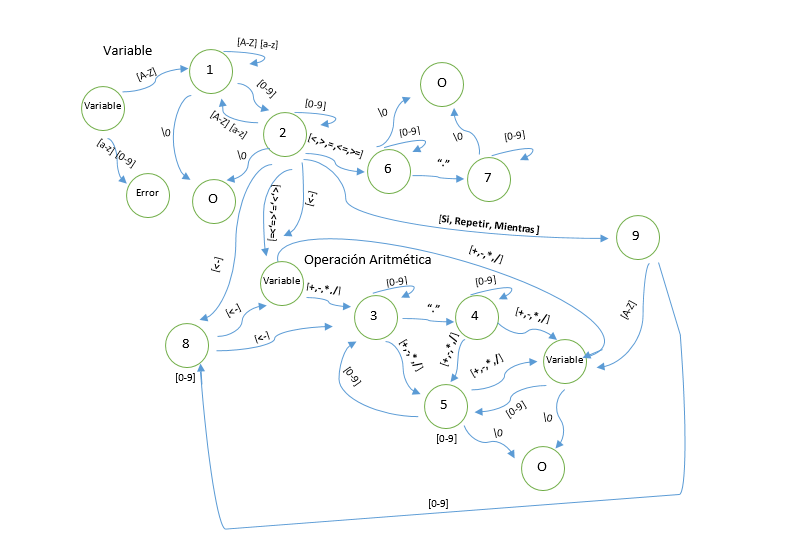 Variable
[A-Z] [a-z]
1
[A-Z]
[0-9]
Variable
[A-Z] [a-z]
[0-9]
2
\0
\0
[a-z] [0-9]
Error
O
[<,>,=,<=,>=]
\0
[0-9]
O
6
"."
\0
[0-9]
7
[Si, Repetir, Mientras]
9
[<-]
[<-]
Operación Aritmética
[+,-,*,/]
Variable
[+,-,*,/]
[0-9]
3
"."
[0-9]
4
[+,-,*,/]
[A-Z]
[<-]
[<-]
8
[0-9]
[+,-,*,/]
[+,-,*,/]
[+,-,*,/]
Variable
[0-9]
5
[0-9]
[0-9]
\0
\0
O
[0-9]